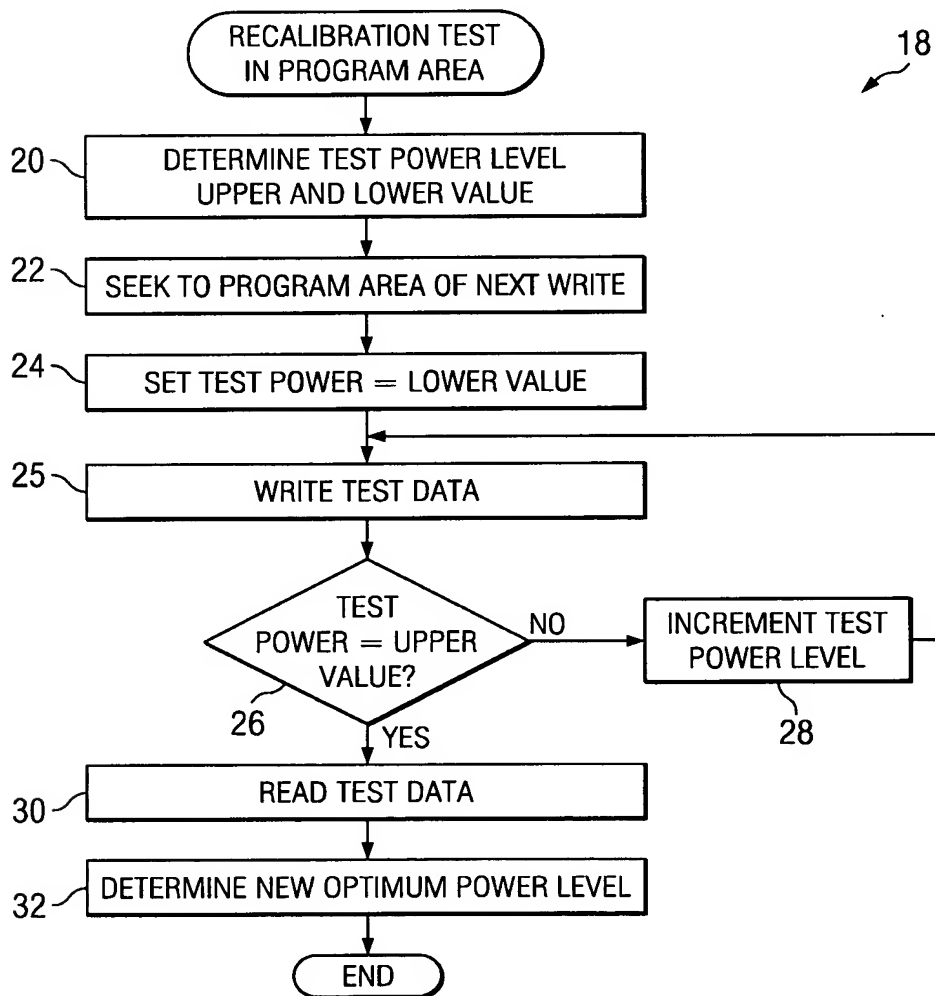 RECALIBRATION TEST
IN PROGRAM AREA
18
20
DETERMINE TEST POWER LEVEL
UPPER AND LOWER VALUE
22
SEEK TO PROGRAM AREA OF NEXT WRITE
24
SET TEST POWER = LOWER VALUE
25
WRITE TEST DATA
TEST
POWER = UPPER
VALUE?
26
NO
INCREMENT TEST
POWER LEVEL
28
YES
30
READ TEST DATA
32
DETERMINE NEW OPTIMUM POWER LEVEL
END